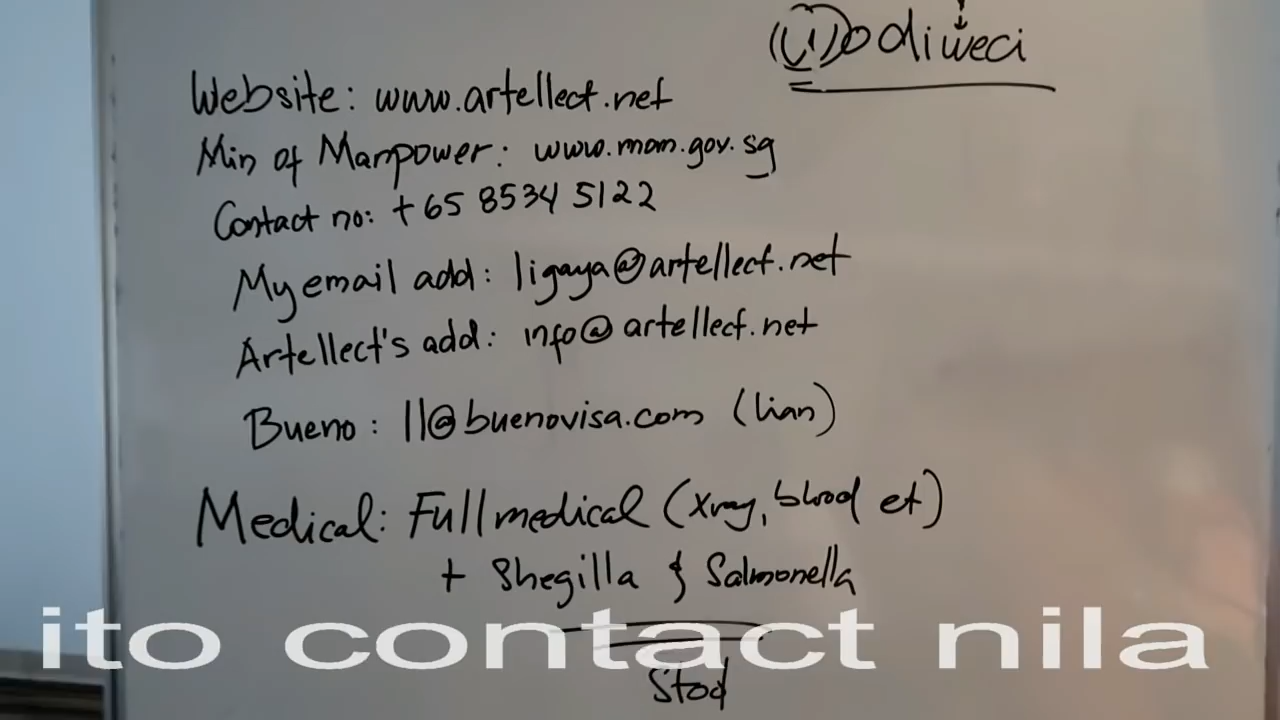 Website: www.artellect.net
Min of Manpower: www.mom.gov.sg
Contact no: +65 8534 5122
My email add: ligaya@artellect.net
Artellect's add: info@artellect.net
Bueno: ll@buenovisa.com (lian)
Medical: Full medical (xray, blood et)
+ Shegilla & Salmonella
ito contact nila